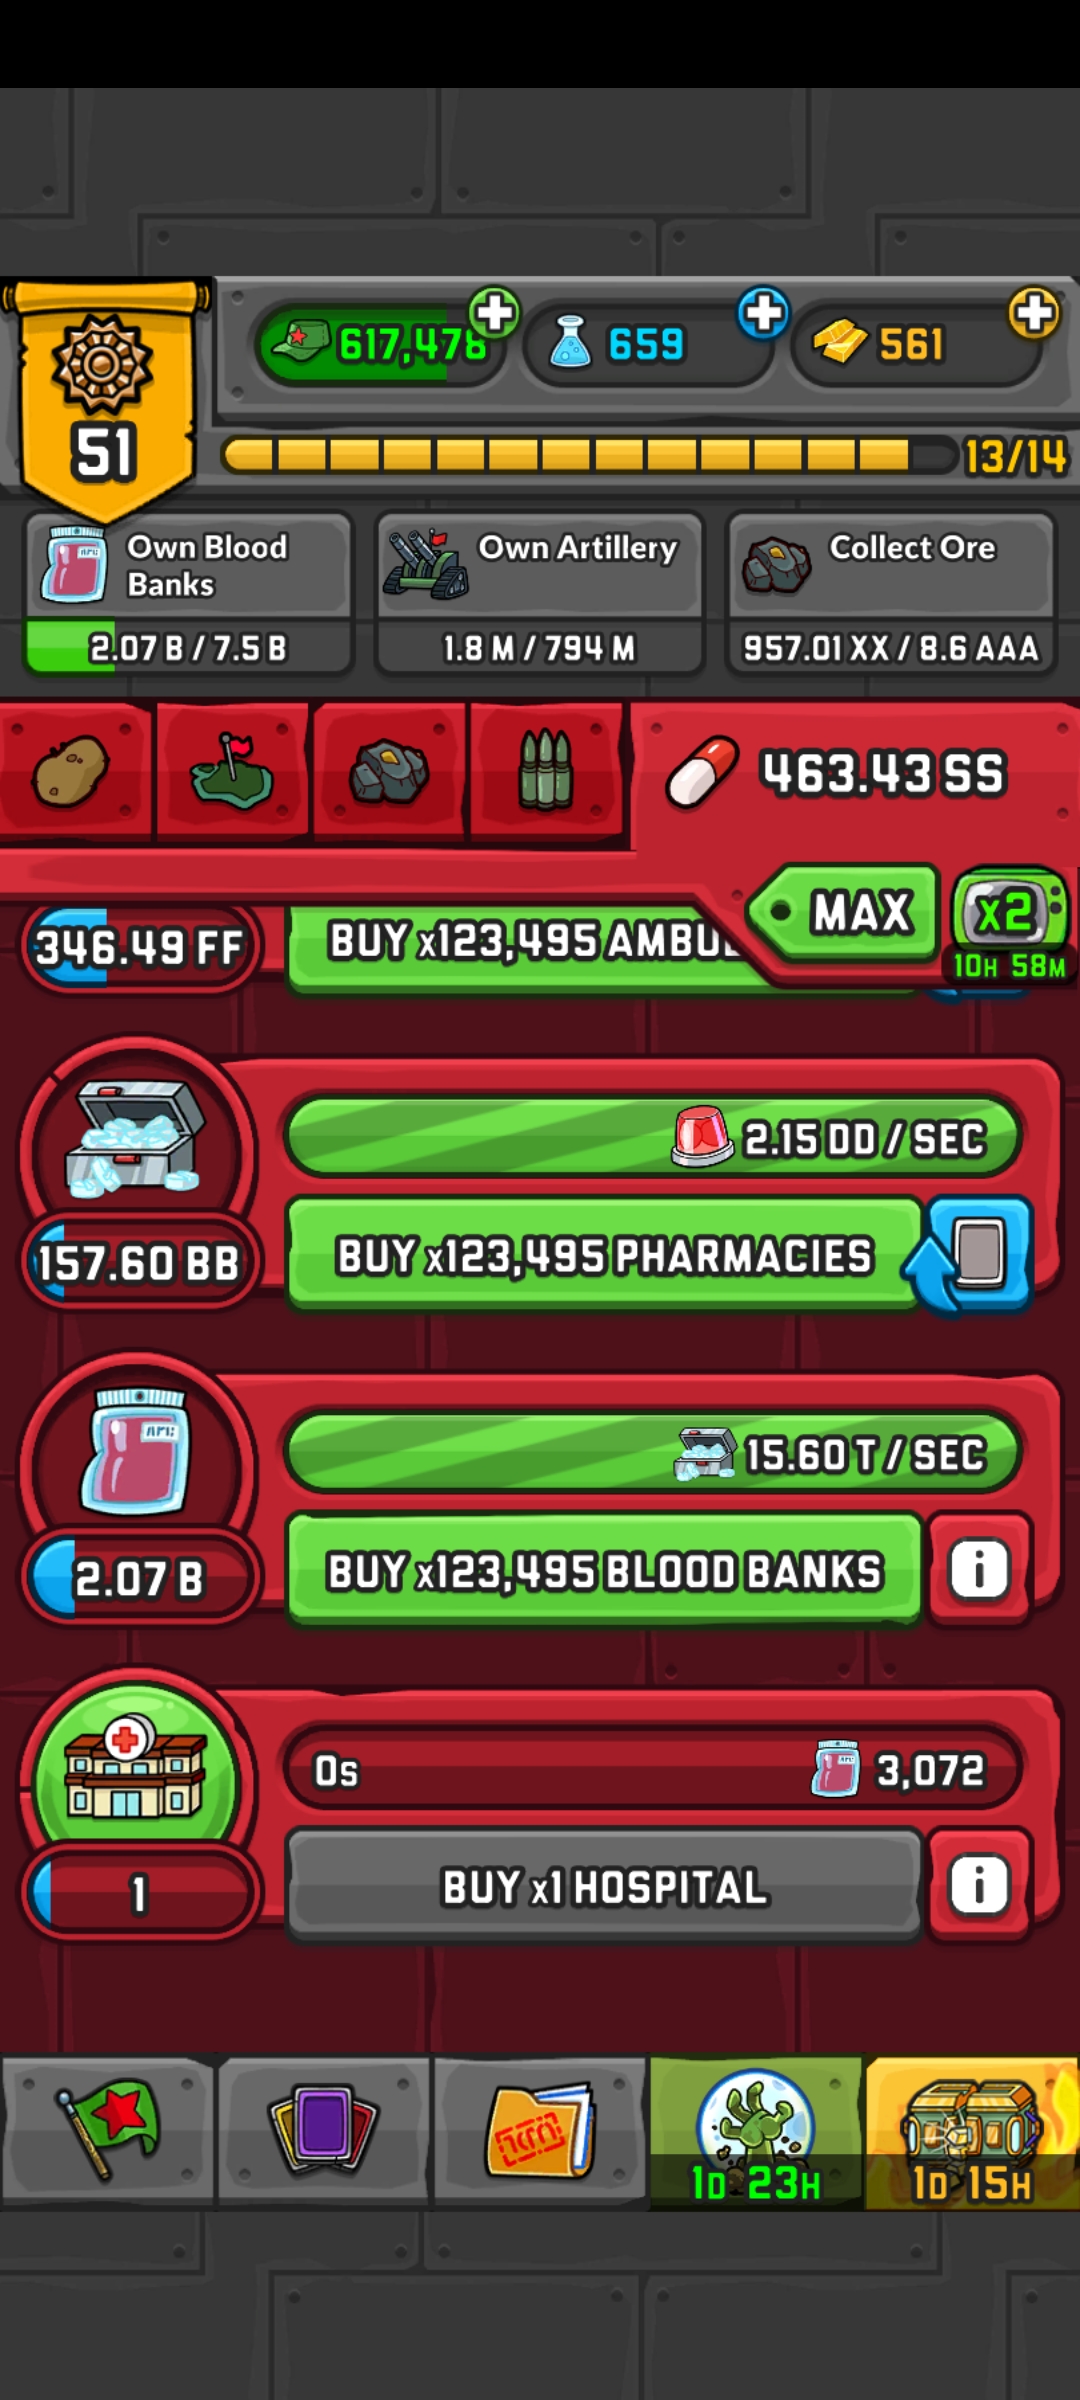 617,478
659
561
51
13/14
Own Blood
Banks
2.07 B / 7.5 B
Own Artillery
1.8 M / 794 M
Collect Ore
957.01 XX / 8.6 AAA
463.43 SS
MAX
x2
10H 58M
346.49 FF
BUY x123,495 AMBU
2.15 DD / SEC
157.60 BB
BUY x123,495 PHARMACIES
15.60 T / SEC
2.07 B
BUY x123,495 BLOOD BANKS
i
0s
3,072
1
BUY x1 HOSPITAL
i
1D 23H
1D 15H